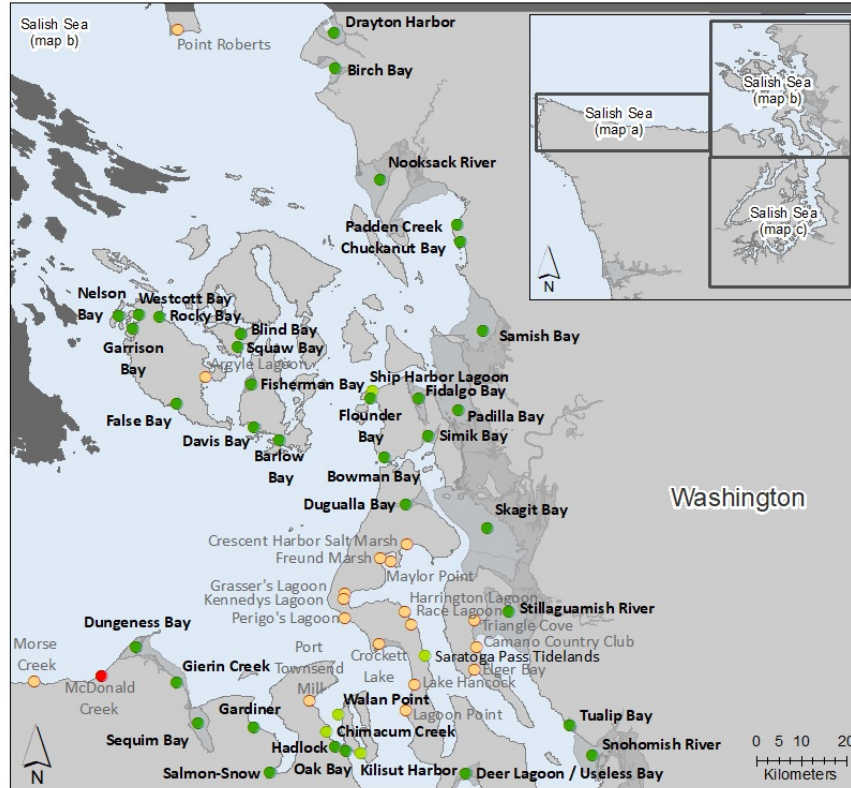 Salish Sea
(map b)
Point Roberts
Drayton Harbor
Birch Bay
Salish Sea
(map a)
Salish Sea
(map b)
Salish Sea
(map c)
N
Nooksack River
Padden Creek
Chuckanut Bay
Nelson
Bay
Westcott Bay
Rocky Bay
Garrison
Bay
Blind Bay
Squaw Bay
Argyle Lagoon
Samish Bay
Ship Harbor Lagoon
Fisherman Bay
Fidalgo Bay
False Bay
Flounder
Bay
Padilla Bay
Davis Bay
Simik Bay
Barlow
Bay
Bowman Bay
Washington
Dugualla Bay
Skagit Bay
Crescent Harbor Salt Marsh
Freund Marsh
Maylor Point
Grasser's Lagoon
Kennedys Lagoon
Perigo's Lagoon
Harrington Lagoon
Race Lagoon
Stillaguamish River
Triangle Cove
Dungeness Bay
Camano Country Club
Morse
Creek
Port
Townsend
Mill
Crockett
Lake
Saratoga Pass Tidelands
Elger Bay
Gierin Creek
McDonald
Creek
Lake Hancock
Walan Point
Lagoon Point
Gardiner
Chimacum Creek
Tualip Bay
Sequim Bay
Hadlock
Snohomish River
Salmon-Snow
Oak Bay
Kilisut Harbor
Deer Lagoon / Useless Bay
N
0 5 10 20
Kilometers